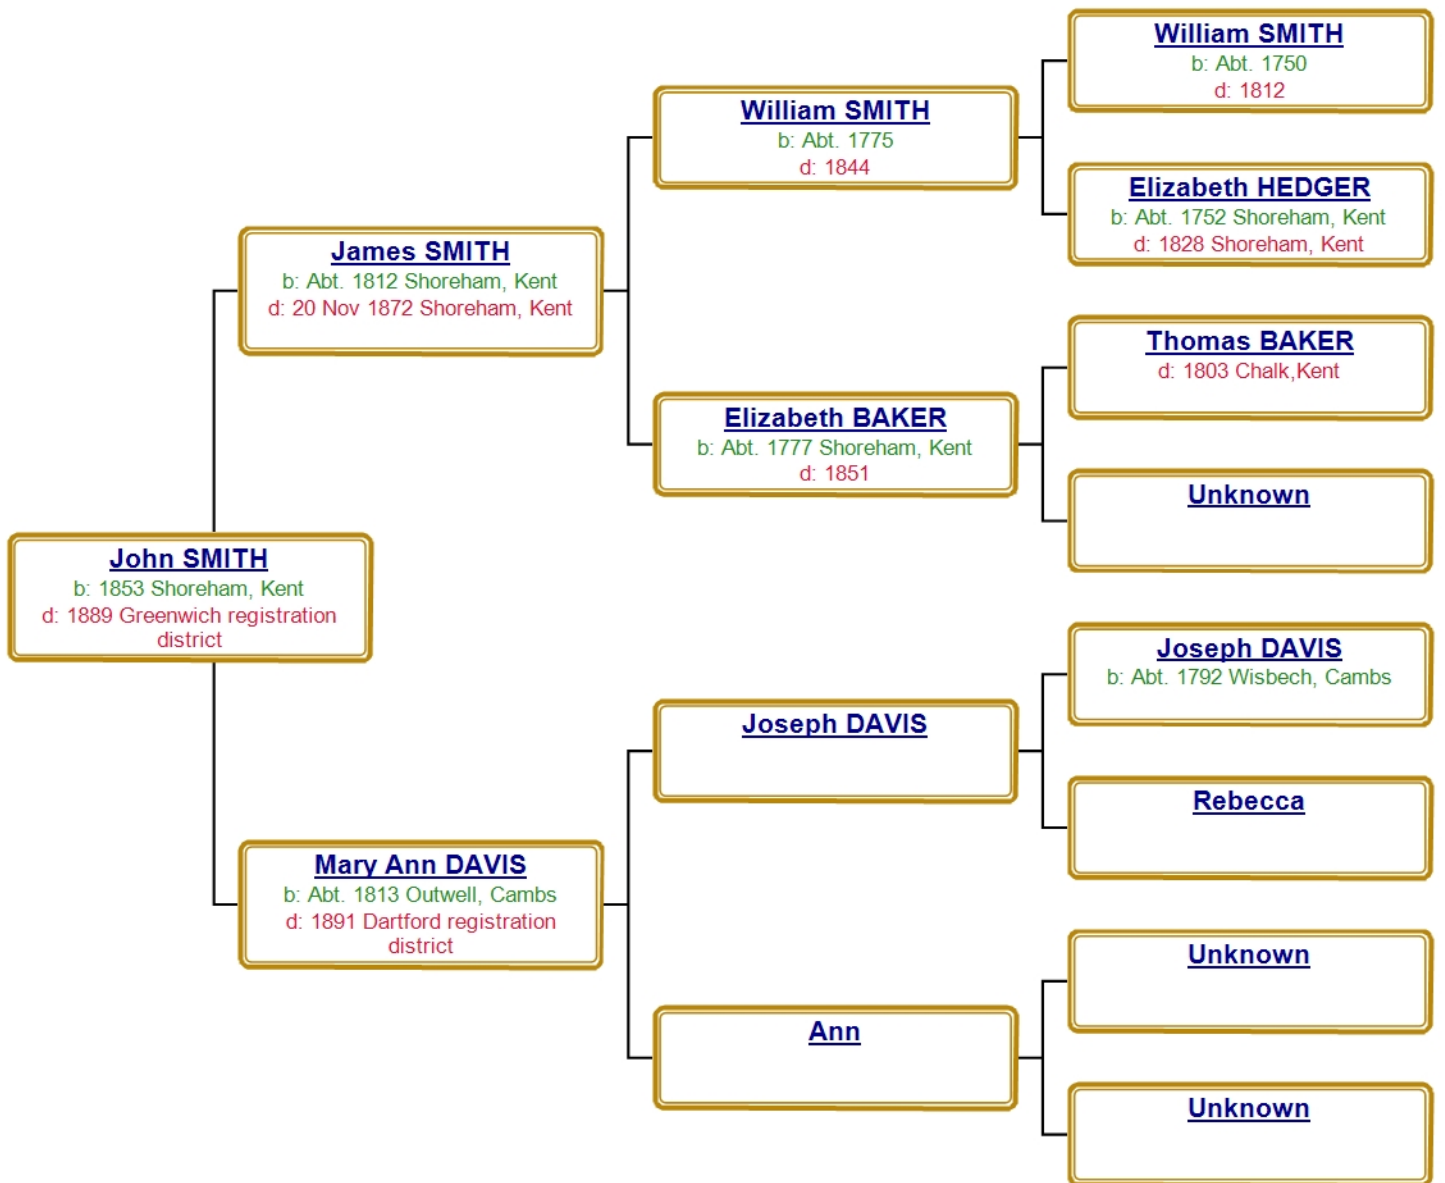 William SMITH
b: Abt. 1750
d: 1812
William SMITH
b: Abt. 1775
d: 1844
Elizabeth HEDGER
b: Abt. 1752 Shoreham, Kent
d: 1828 Shoreham, Kent
James SMITH
b: Abt. 1812 Shoreham, Kent
d: 20 Nov 1872 Shoreham, Kent
Thomas BAKER
d: 1803 Chalk,Kent
Elizabeth BAKER
b: Abt. 1777 Shoreham, Kent
d: 1851
Unknown
John SMITH
b: 1853 Shoreham, Kent
d: 1889 Greenwich registration
district
Joseph DAVIS
b: Abt. 1792 Wisbech, Cambs
Joseph DAVIS
Rebecca
Mary Ann DAVIS
b: Abt. 1813 Outwell, Cambs
d: 1891 Dartford registration
district
Unknown
Ann
Unknown